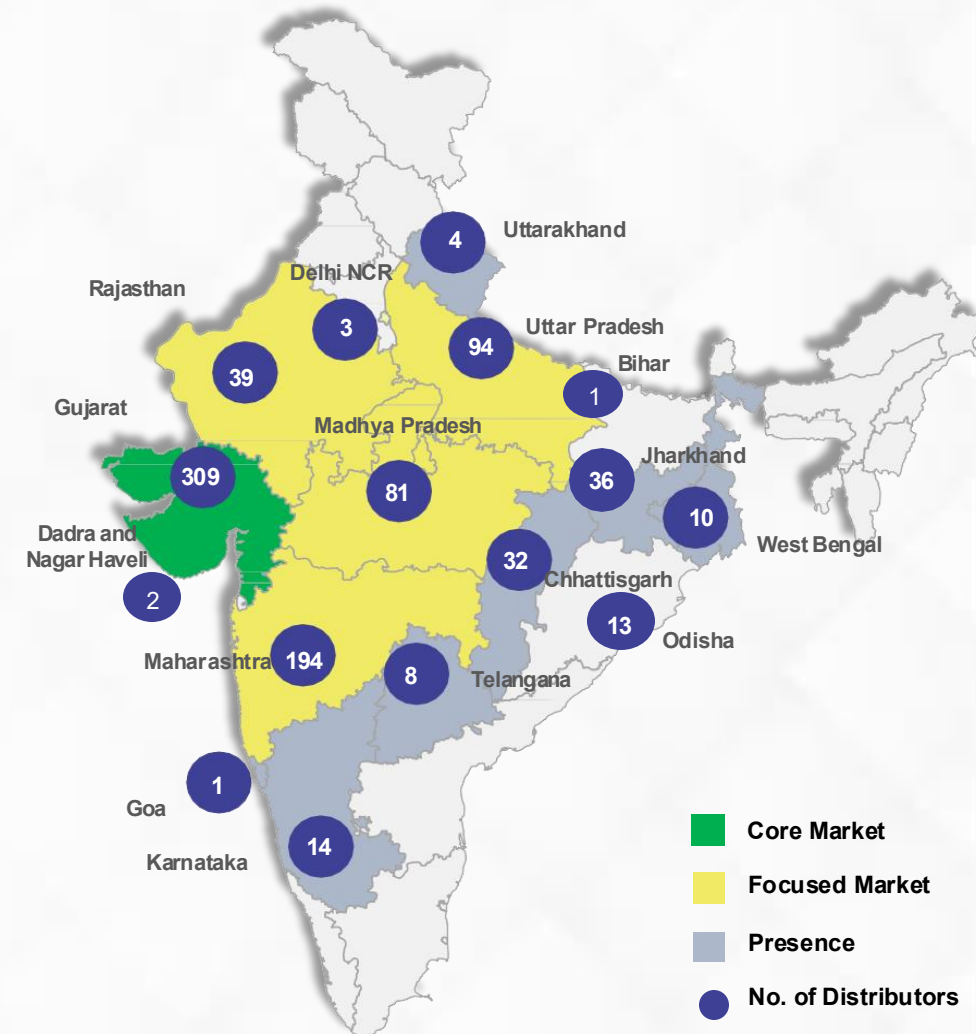 4
Uttarakhand
Delhi NCR
Rajasthan
3
Uttar Pradesh
94
39
Bihar
1
Gujarat
Madhya Pradesh
309
81
Jharkhand
36
10
Dadra and
Nagar Haveli
2
West Bengal
32
Chhattisgarh
13
Odisha
Maharashtra
194
8
Telangana
1
Goa
14
Karnataka
Core Market
Focused Market
Presence
No. of Distributors